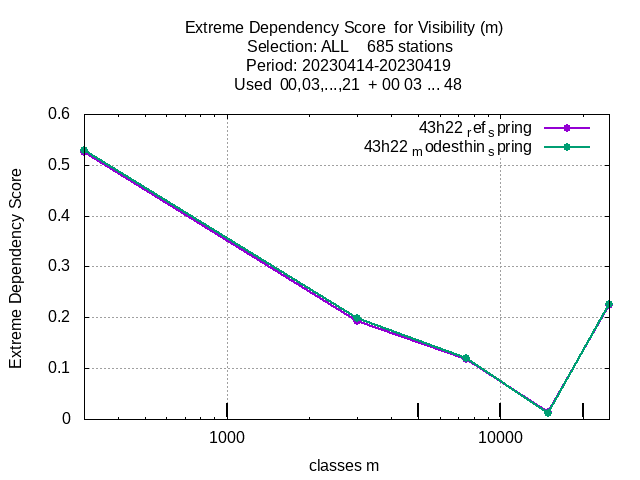 Extreme Dependency Score  for Visibility (m)
Selection: ALL    685 stations
Period: 20230414-20230419
Used  00,03,...,21  + 00 03 ... 48
43h22 ref spring
43h22 modesthin spring
0.6
0.5
0.4
0.3
0.2
0.1
0
Extreme Dependency Score
1000
10000
classes m